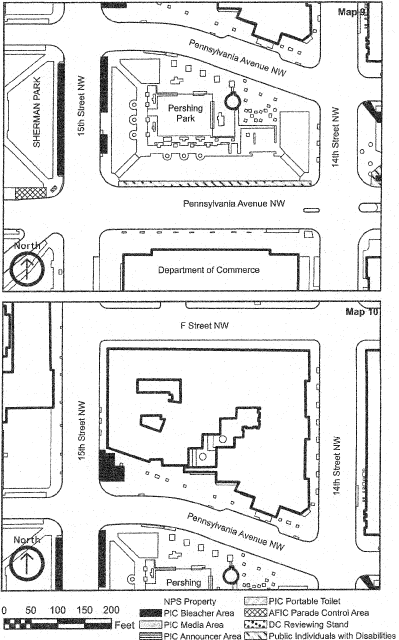 Map 9
Pennsylvania Avenue NW
SHERMAN PARK
15th Street NW
Pershing
Park
14th Street NW
Pennsylvania Avenue NW
North
Department of Commerce
Map 10
F Street NW
15th Street NW
14th Street NW
Pennsylvania Avenue NW
North
Pershing
0 50 100 150 200
Feet
NPS Property
PIC Bleacher Area
PIC Media Area
PIC Announcer Area
PIC Portable Toilet
AFIC Parade Control Area
DC Reviewing Stand
Public Individuals with Disabilities